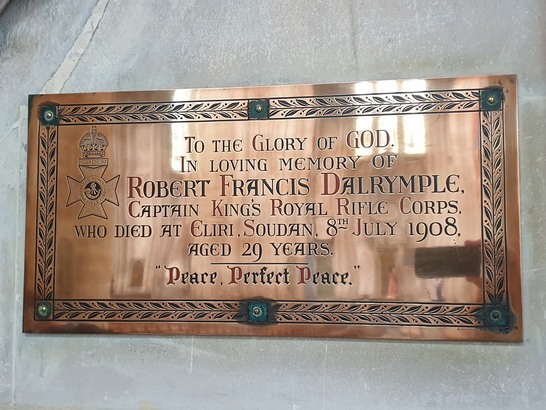 To the Glory of GOD.
In loving memory of
Robert Francis Dalrymple,
Captain King's Royal Rifle Corps,
who died at Eliri, Soudan, 8TH July 1908,
aged 29 years.
"Peace, Perfect Peace."